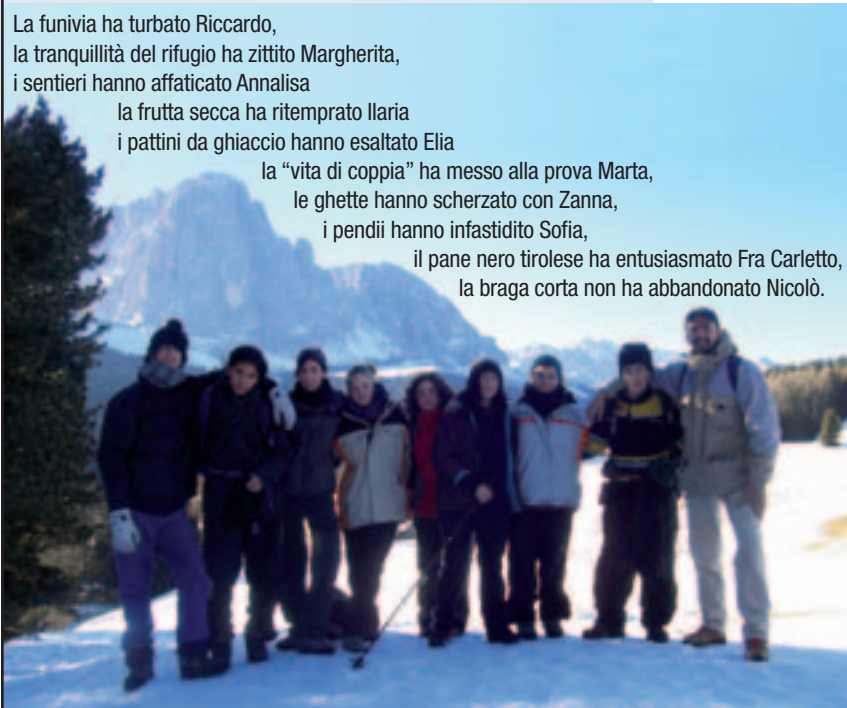 La funivia ha turbato Riccardo,
la tranquillità del rifugio ha zittito Margherita,
i sentieri hanno affaticato Annalisa
la frutta secca ha ritemprato Ilaria
i pattini da ghiaccio hanno esaltato Elia
la “vita di coppia” ha messo alla prova Marta,
le ghette hanno scherzato con Zanna,
i pendii hanno infastidito Sofia,
il pane nero tirolese ha entusiasmato Fra Carletto,
la braga corta non ha abbandonato Nicolò.